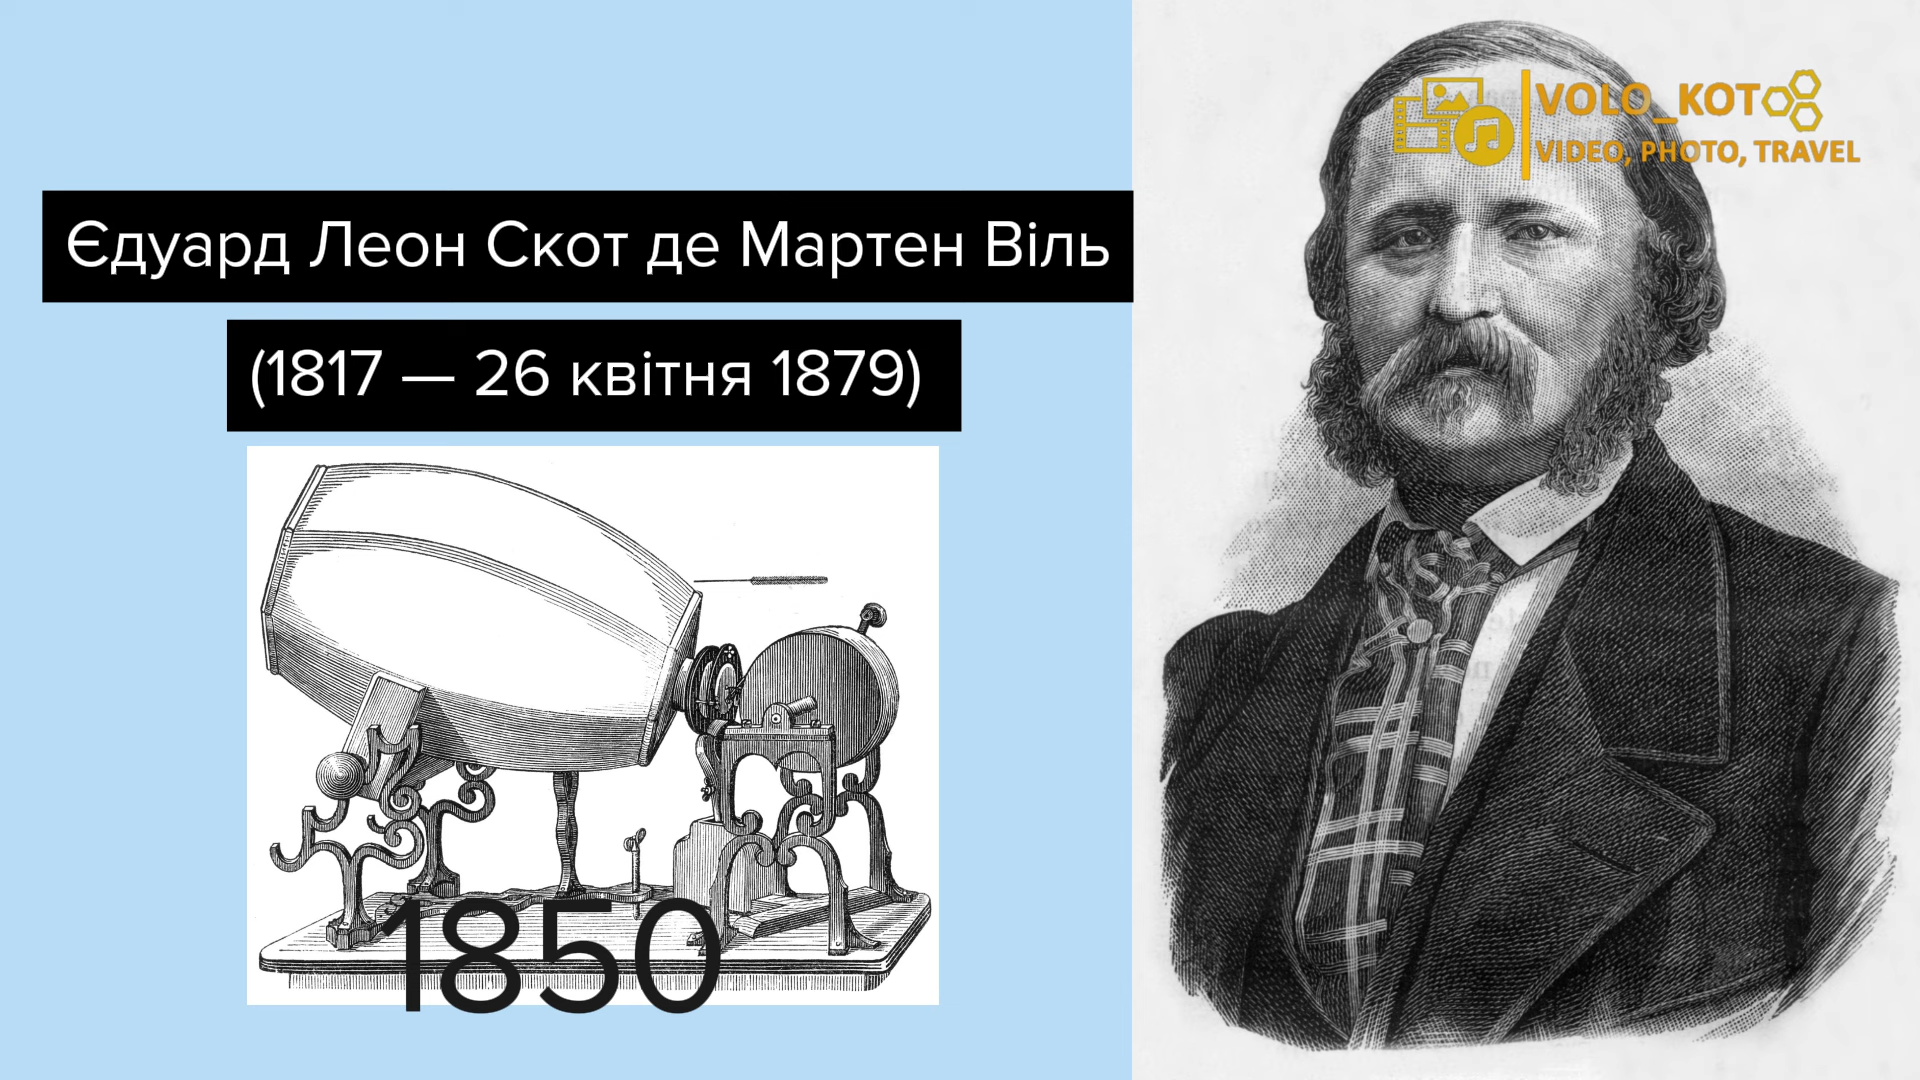 VOLO_KOT
VIDEO, PHOTO, TRAVEL
Єдуард Леон Скот де Мартен Віль
(1817 — 26 квітня 1879)
1850